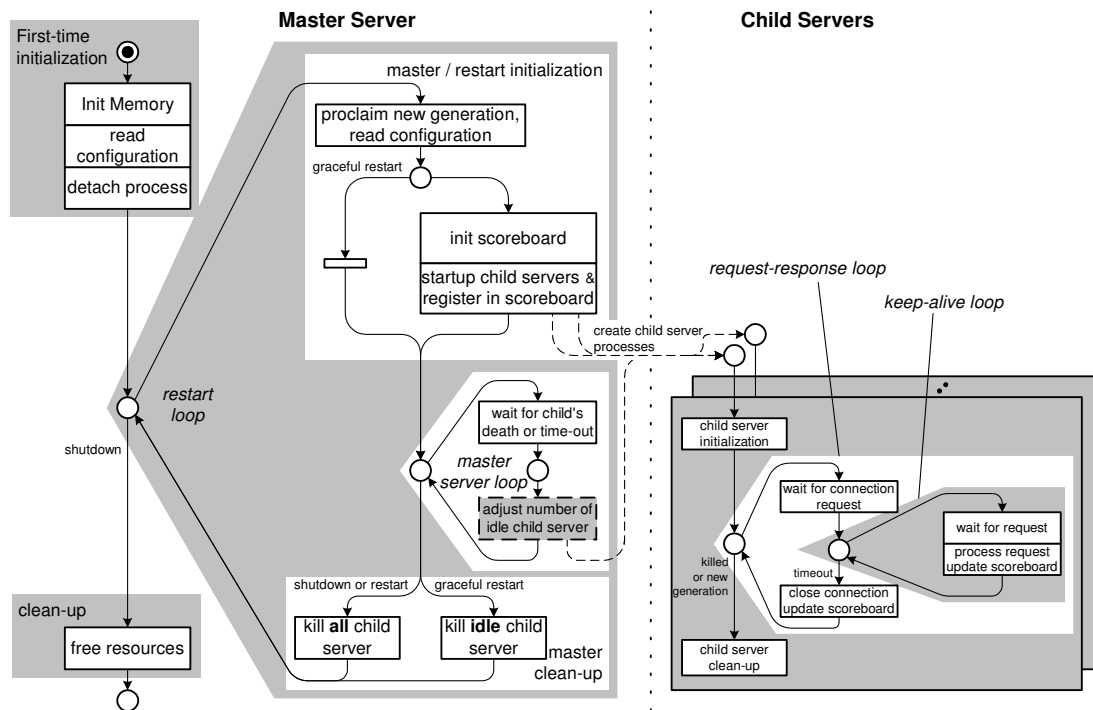 Master Server
Child Servers
First-time
initialization
Init Memory
read
configuration
detach process
master / restart initialization
proclaim new generation,
read configuration
graceful restart
init scoreboard
startup child servers &
register in scoreboard
create child server
processes
request-response loop
keep-alive loop
restart
loop
shutdown
wait for child's
death or time-out
master
server loop
adjust number of
idle child server
child server
initialization
wait for connection
request
wait for request
process request
update scoreboard
killed
or new
generation
timeout
close connection
update scoreboard
child server
clean-up
shutdown or restart
graceful restart
kill all child
server
kill idle child
server
master
clean-up
clean-up
free resources